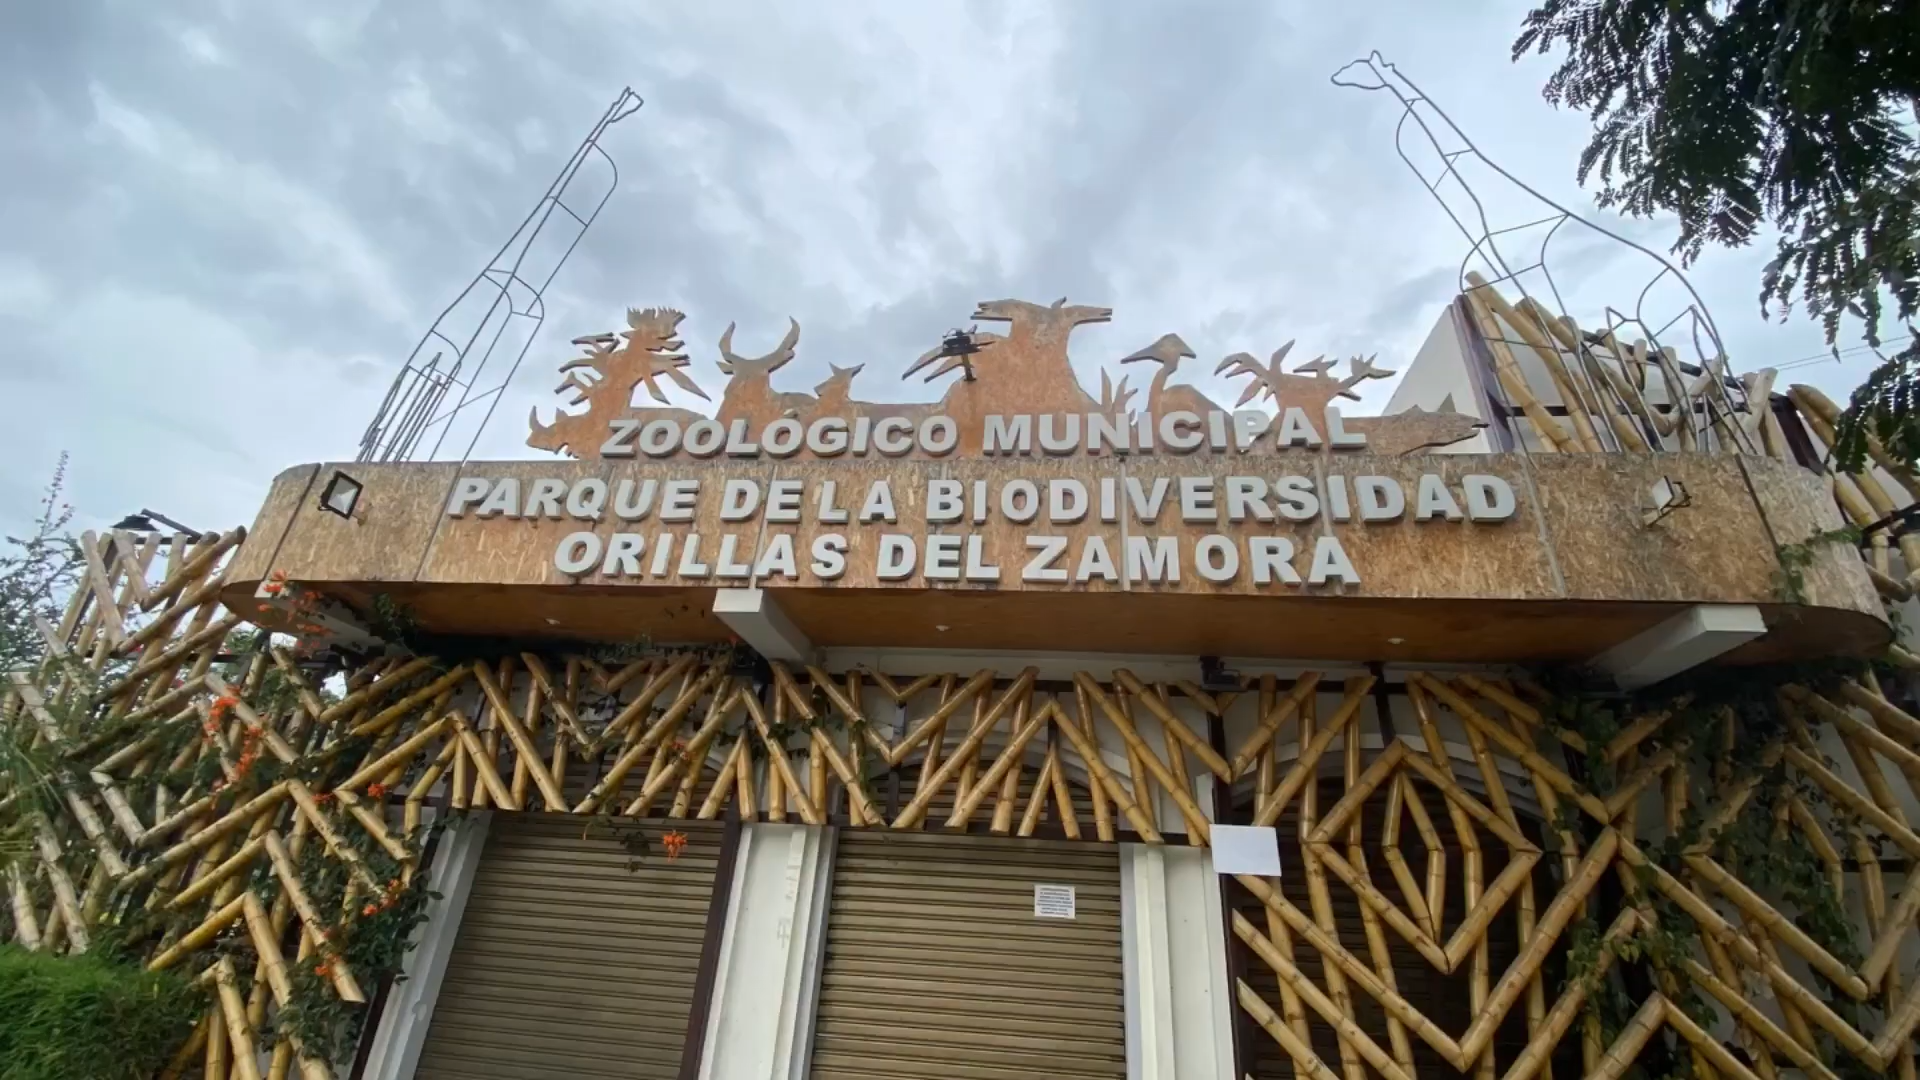 ZOOLÓGICO MUNICIPAL
PARQUE DE LA BIODIVERSIDAD
ORILLAS DEL ZAMORA